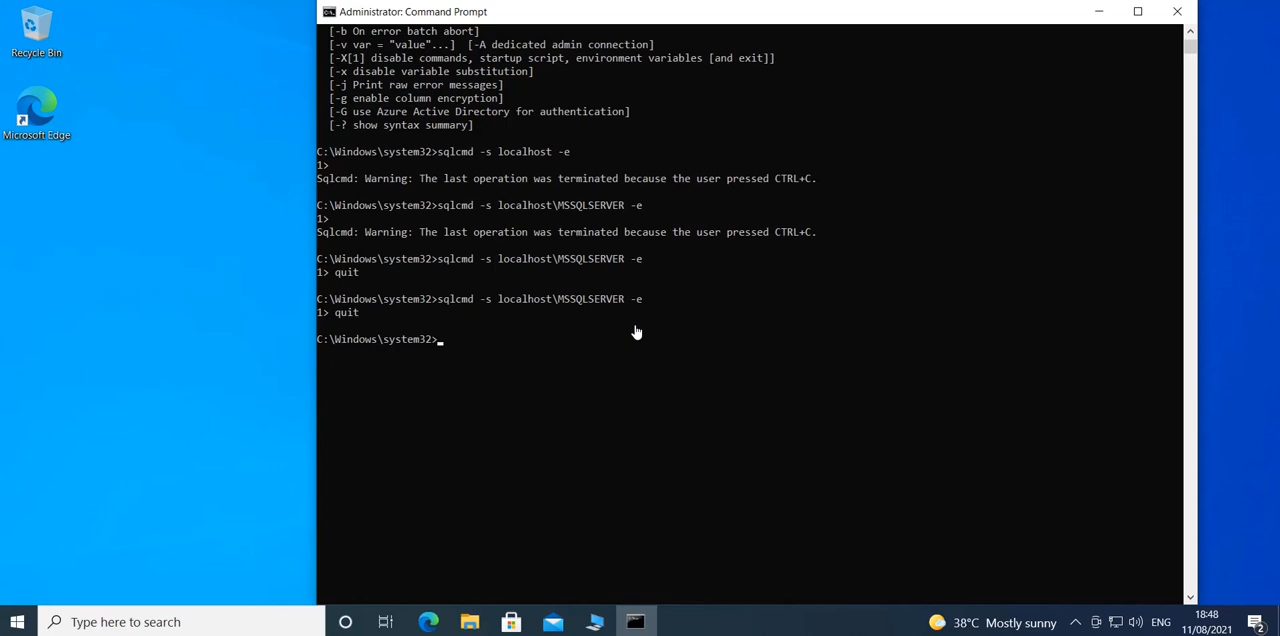 Recycle Bin
Microsoft Edge
Administrator: Command Prompt
[-b On error batch abort]
[-v var = "value"...]  [-A dedicated admin connection]
[-X[1] disable commands, startup script, environment variables [and exit]]
[-x disable variable substitution]
[-j Print raw error messages]
[-g enable column encryption]
[-G use Azure Active Directory for authentication]
[-? show syntax summary]
C:\Windows\system32>sqlcmd -s localhost -e
1>
Sqlcmd: Warning: The last operation was terminated because the user pressed CTRL+C.
C:\Windows\system32>sqlcmd -s localhost\MSSQLSERVER -e
1>
Sqlcmd: Warning: The last operation was terminated because the user pressed CTRL+C.
C:\Windows\system32>sqlcmd -s localhost\MSSQLSERVER -e
1> quit
C:\Windows\system32>sqlcmd -s localhost\MSSQLSERVER -e
1> quit
C:\Windows\system32>
Type here to search
38°C Mostly sunny
ENG
18:48
11/08/2021
2